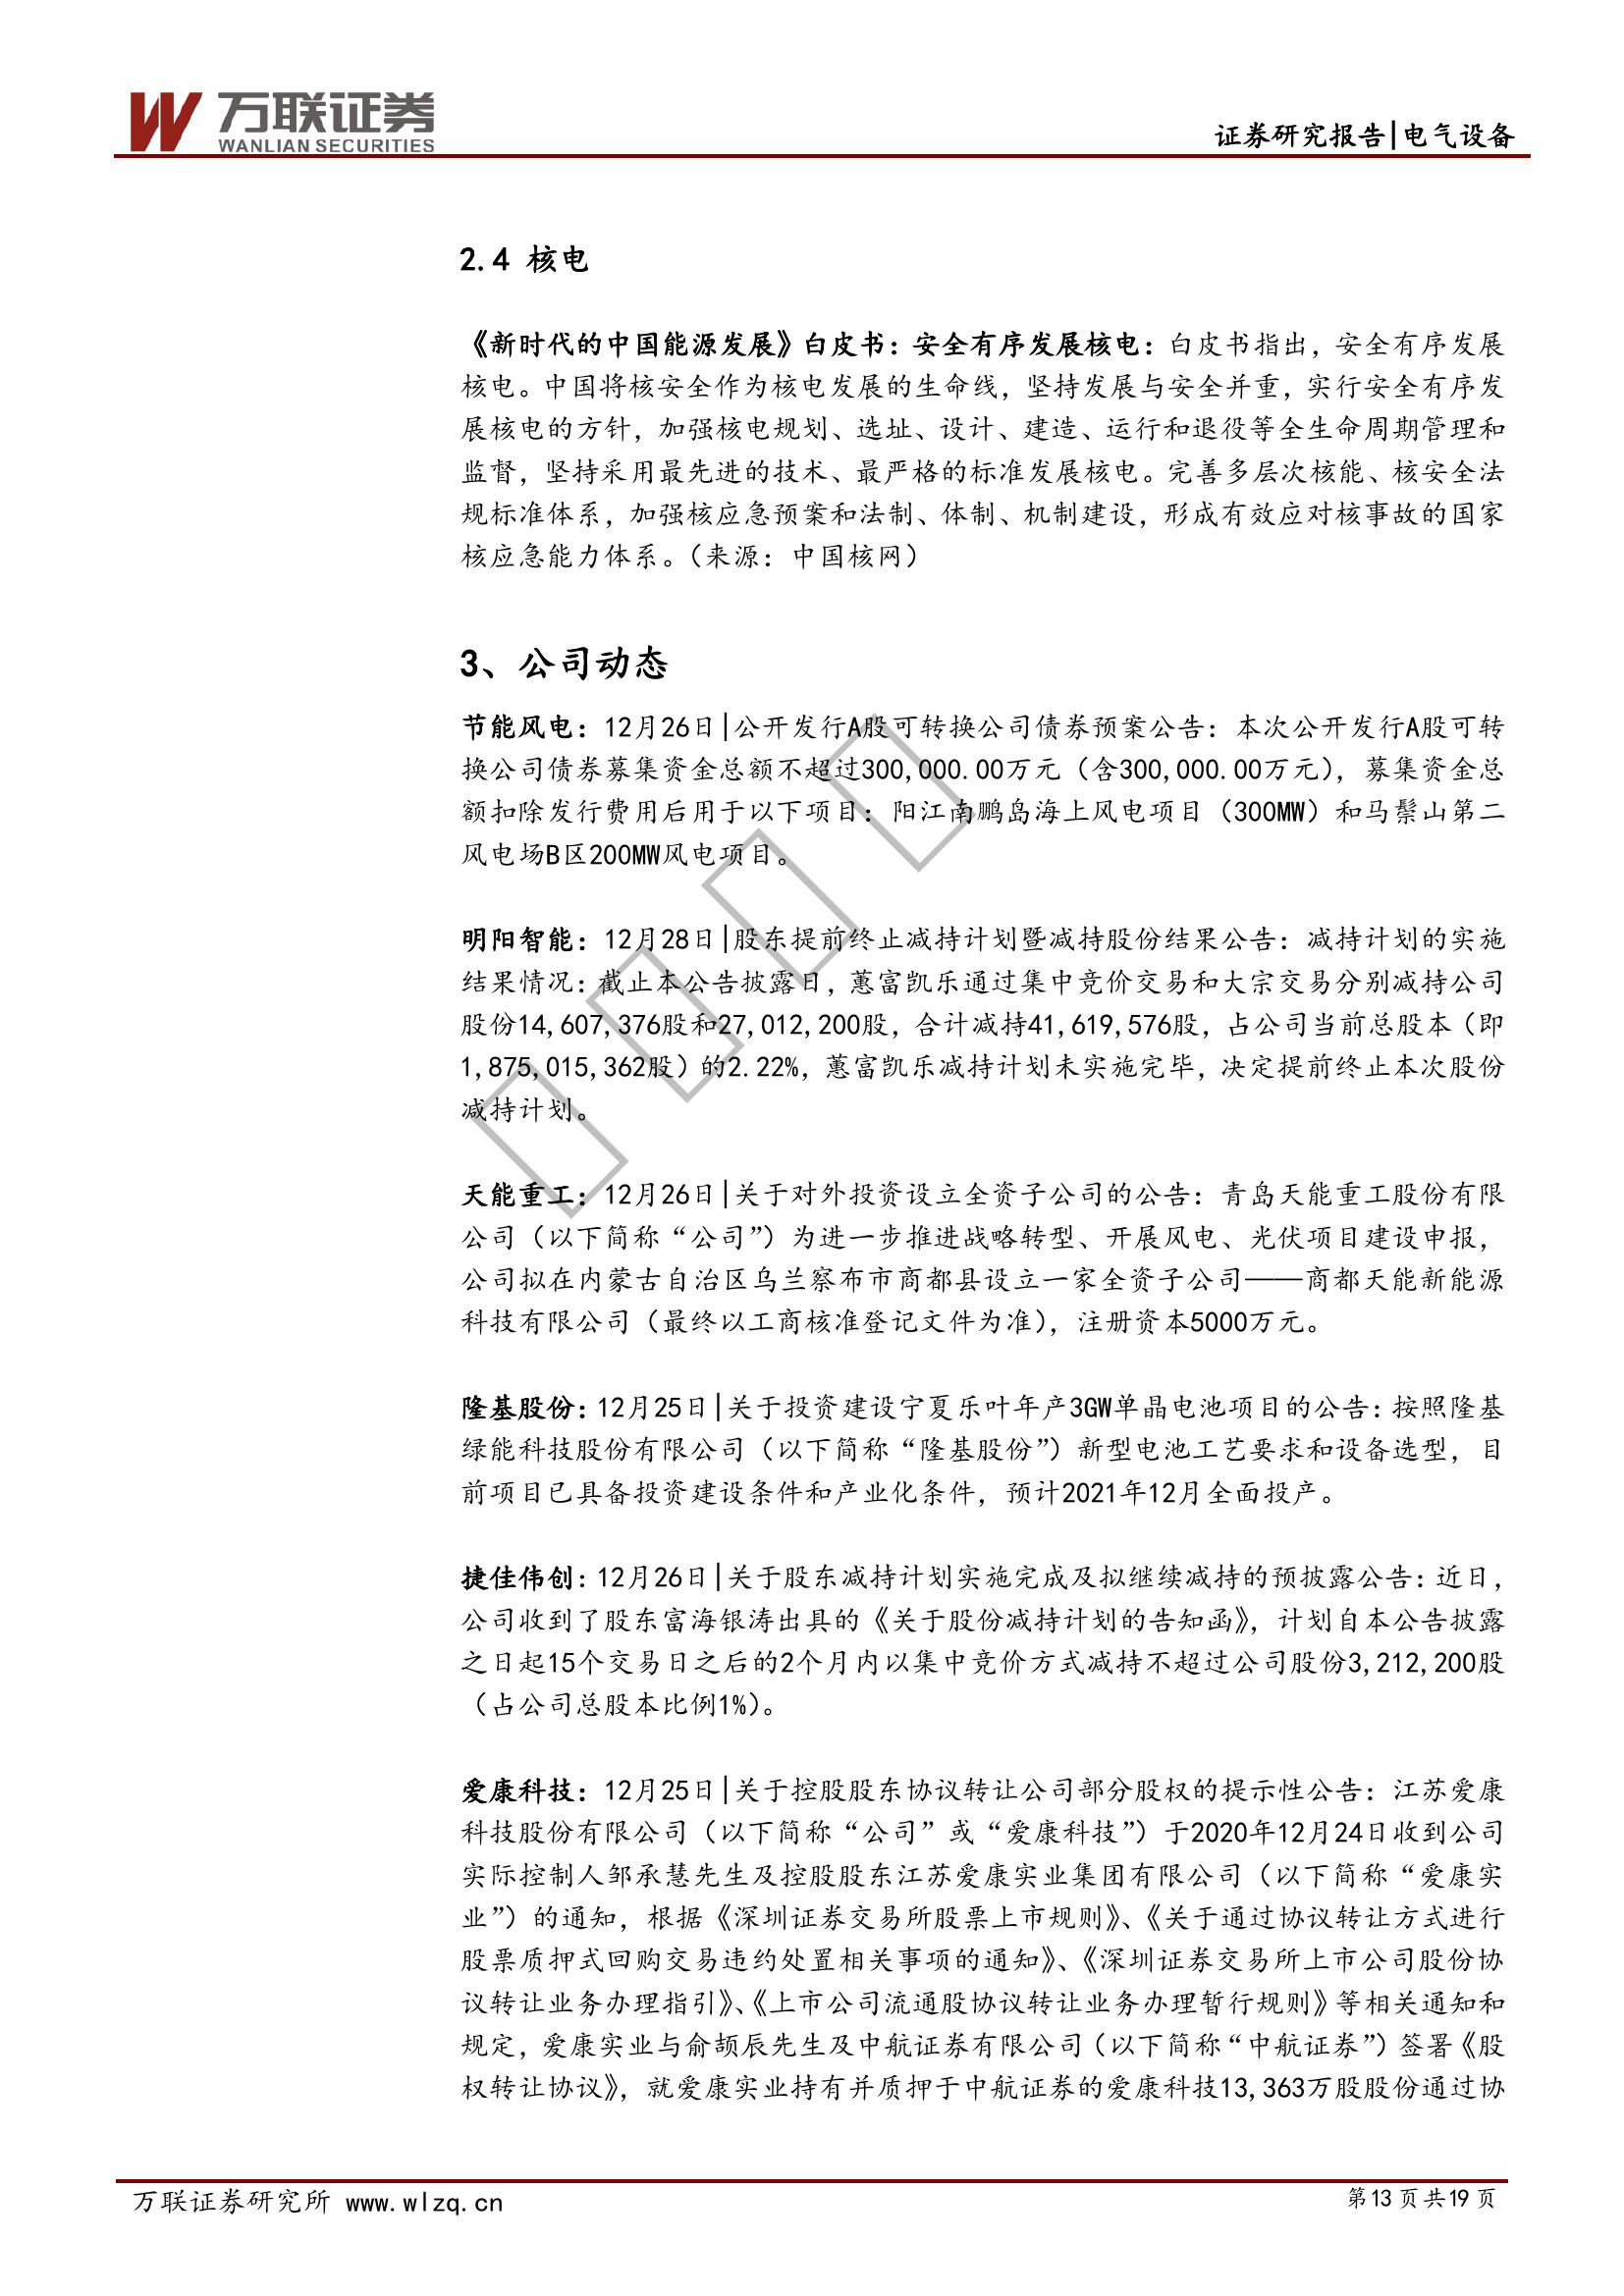 万联证券
WANLIAN SECURITIES
证券研究报告|电气设备
2.4 核电
《新时代的中国能源发展》白皮书：安全有序发展核电：白皮书指出，安全有序发展
核电。中国将核安全作为核电发展的生命线，坚持发展与安全并重，实行安全有序发
展核电的方针，加强核电规划、选址、设计、建造、运行和退役等全生命周期管理和
监督，坚持采用最先进的技术、最严格的标准发展核电。完善多层次核能、核安全法
规标准体系，加强核应急预案和法制、体制、机制建设，形成有效应对核事故的国家
核应急能力体系。（来源：中国核网）
3、公司动态
节能风电：12月26日|公开发行A股可转换公司债券预案公告：本次公开发行A股可转
换公司债券募集资金总额不超过300,000.00万元（含300,000.00万元），募集资金总
额扣除发行费用后用于以下项目：阳江南鹏岛海上风电项目（300MW）和马鬃山第二
风电场B区200MW风电项目。
明阳智能：12月28日|股东提前终止减持计划暨减持股份结果公告：减持计划的实施
结果情况：截止本公告披露日，蕙富凯乐通过集中竞价交易和大宗交易分别减持公司
股份14,607,376股和27,012,200股，合计减持41,619,576股，占公司当前总股本（即
1,875,015,362股）的2.22%，蕙富凯乐减持计划未实施完毕，决定提前终止本次股份
减持计划。
天能重工：12月26日|关于对外投资设立全资子公司的公告：青岛天能重工股份有限
公司（以下简称“公司”）为进一步推进战略转型、开展风电、光伏项目建设申报，
公司拟在内蒙古自治区乌兰察布市商都县设立一家全资子公司——商都天能新能源
科技有限公司（最终以工商核准登记文件为准），注册资本5000万元。
隆基股份：12月25日|关于投资建设宁夏乐叶年产3GW单晶电池项目的公告：按照隆基
绿能科技股份有限公司（以下简称“隆基股份”）新型电池工艺要求和设备选型，目
前项目已具备投资建设条件和产业化条件，预计2021年12月全面投产。
捷佳伟创：12月26日|关于股东减持计划实施完成及拟继续减持的预披露公告：近日，
公司收到了股东富海银涛出具的《关于股份减持计划的告知函》，计划自本公告披露
之日起15个交易日之后的2个月内以集中竞价方式减持不超过公司股份3,212,200股
（占公司总股本比例1%）。
爱康科技：12月25日|关于控股股东协议转让公司部分股权的提示性公告：江苏爱康
科技股份有限公司（以下简称“公司”或“爱康科技”）于2020年12月24日收到公司
实际控制人邹承慧先生及控股股东江苏爱康实业集团有限公司（以下简称“爱康实
业”）的通知，根据《深圳证券交易所股票上市规则》、《关于通过协议转让方式进行
股票质押式回购交易违约处置相关事项的通知》、《深圳证券交易所上市公司股份协
议转让业务办理指引》、《上市公司流通股协议转让业务办理暂行规则》等相关通知和
规定，爱康实业与俞颉辰先生及中航证券有限公司（以下简称“中航证券”）签署《股
权转让协议》，就爱康实业持有并质押于中航证券的爱康科技13,363万股股份通过协
万联证券研究所 www.wlzq.cn
第13页共19页